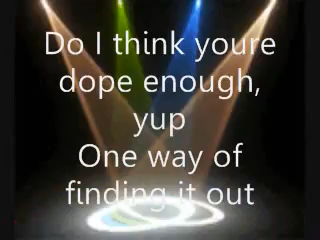 Do I think youre
dope enough,
yup
One way of
finding it out